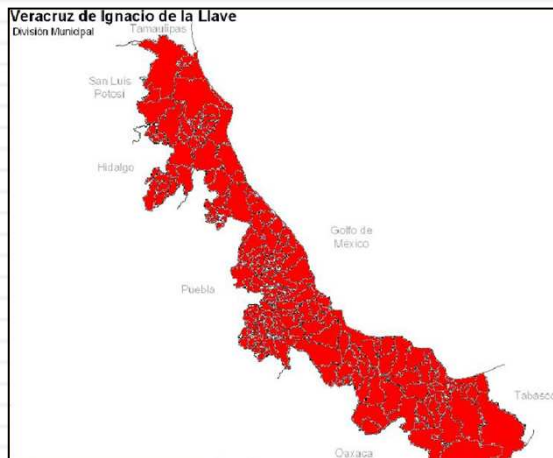 Veracruz de Ignacio de la Llave
División Municipal
Tamaulipas
San Luis
Potosí
Hidalgo
Golfo de
México
Puebla
Tabasco
Oaxaca